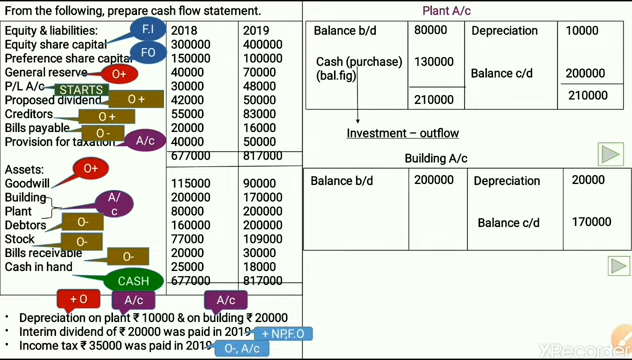 From the following, prepare cash flow statement.
Equity & liabilities: F.I 2018 2019
Equity share capital 300000 400000
Preference share capital FO 150000 100000
General reserve O+ 40000 70000
P/L A/c STARTS 30000 48000
Proposed dividend O + 42000 50000
Creditors O + 55000 83000
Bills payable O - 20000 16000
Provision for taxation A/c 40000 50000
677000 817000
Assets: O+
Goodwill 115000 90000
Building 200000 170000
Plant A/c 80000 200000
Debtors O- 160000 200000
Stock O- 77000 109000
Bills receivable O- 20000 30000
Cash in hand 25000 18000
CASH 677000 817000
+ O A/c A/c
• Depreciation on plant ₹ 10000 & on building ₹ 20000
• Interim dividend of ₹ 20000 was paid in 2019 + NP,F.O
• Income tax ₹ 35000 was paid in 2019 O-, A/c
Plant A/c
Balance b/d 80000 Depreciation 10000
Cash (purchase) 130000
(bal.fig) Balance c/d 200000
210000 210000
Investment – outflow
Building A/c
Balance b/d 200000 Depreciation 20000
Balance c/d 170000
XRecorder